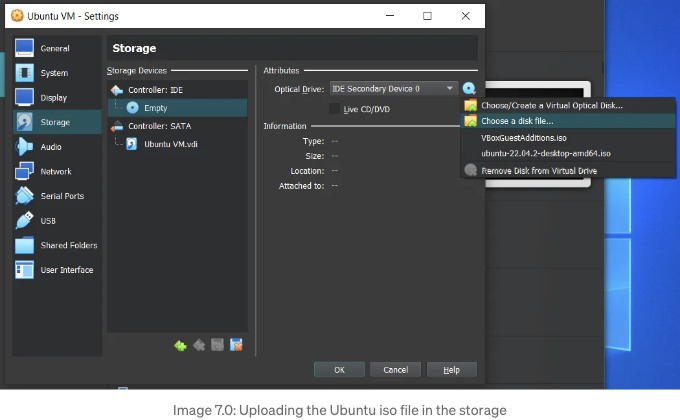 Ubuntu VM - Settings
General
System
Display
Storage
Audio
Network
Serial Ports
USB
Shared Folders
User Interface
Storage
Storage Devices
Controller: IDE
Empty
Controller: SATA
Ubuntu VM.vdi
Attributes
Optical Drive: IDE Secondary Device 0
Live CD/DVD
Information
Type: --
Size: --
Location: --
Attached to: --
Choose/Create a Virtual Optical Disk...
Choose a disk file...
VBoxGuestAdditions.iso
ubuntu-22.04.2-desktop-amd64.iso
Remove Disk from Virtual Drive
OK
Cancel
Help
Image 7.0: Uploading the Ubuntu iso file in the storage